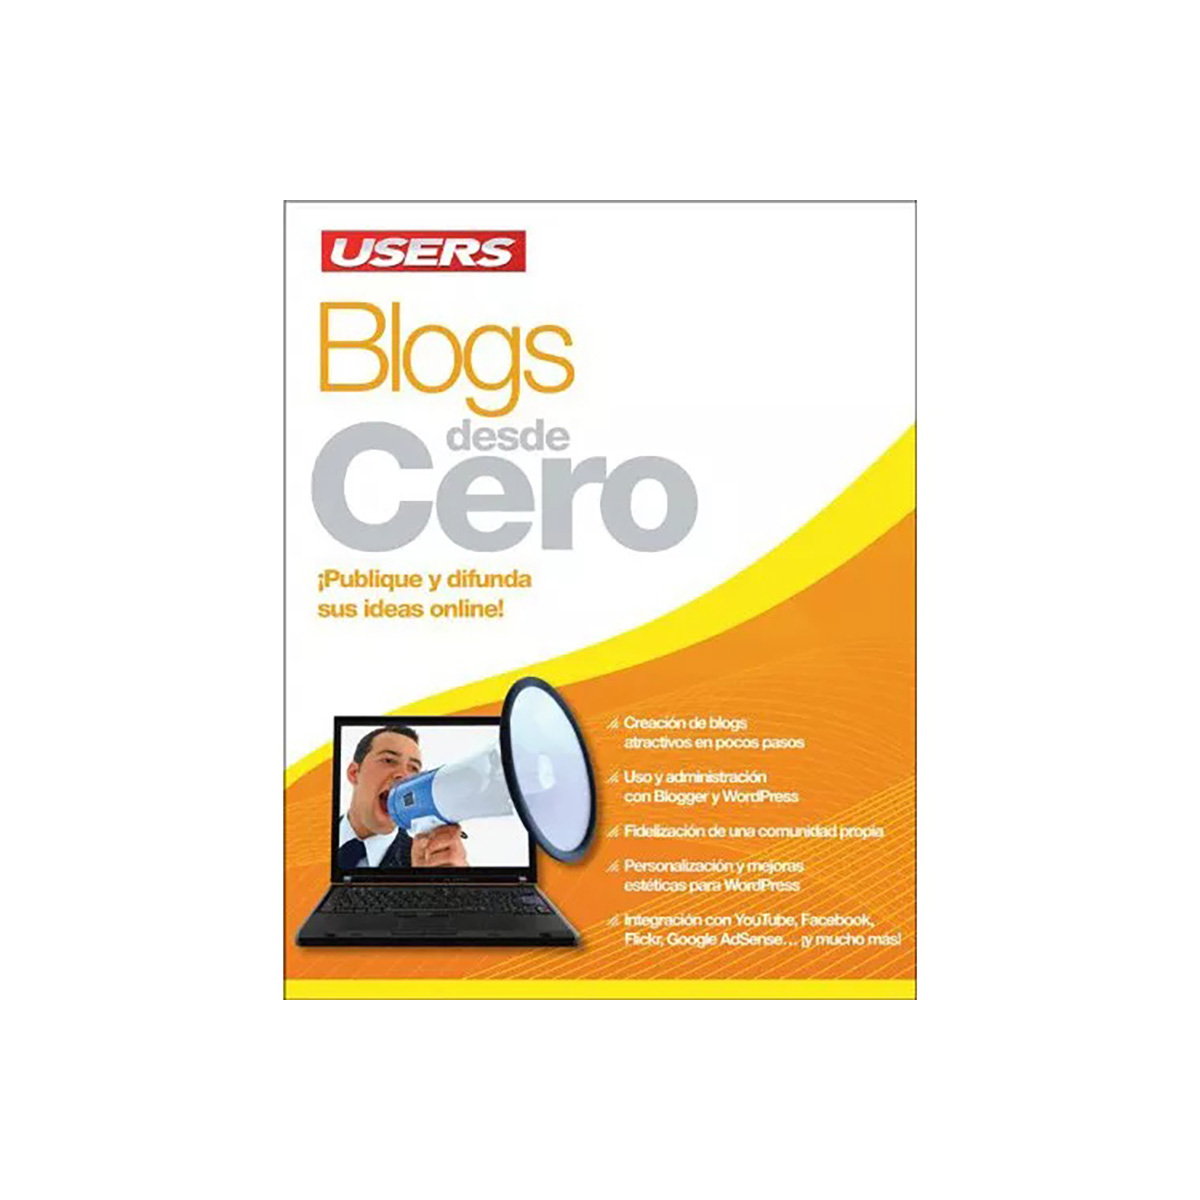 USERS
Blogs
desde
Cero
¡Publique y difunda
sus ideas online!
Creación de blogs
atractivos en pocos pasos
Uso y administración
con Blogger y WordPress
Fidelización de una comunidad propia
Personalización y mejoras
estéticas para WordPress
Integración con YouTube, Facebook,
Flickr, Google AdSense... ¡y mucho más!